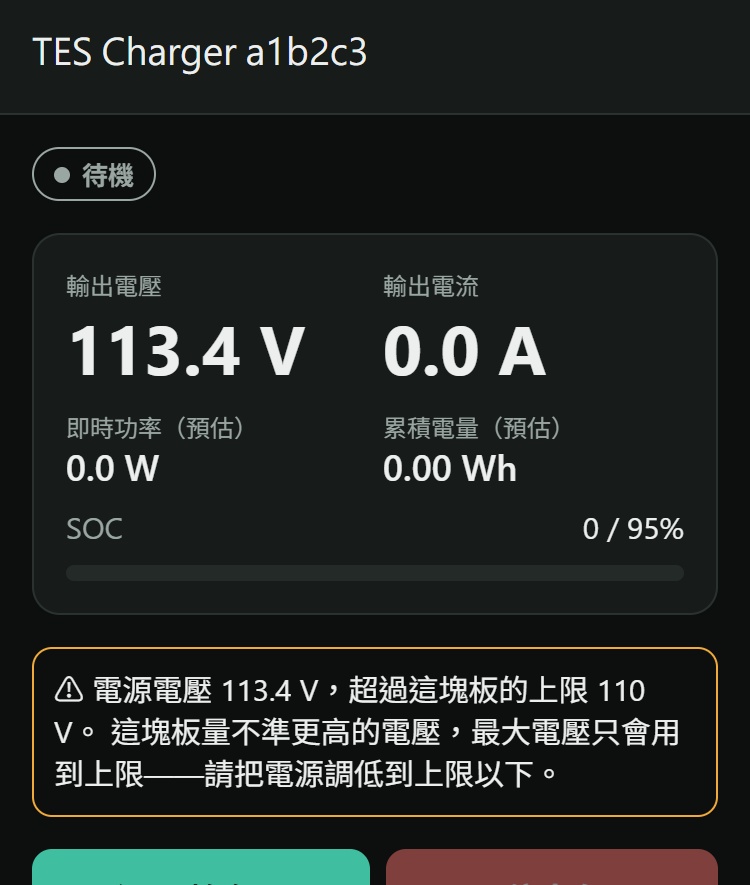 TES Charger a1b2c3
待機
輸出電壓
輸出電流
113.4 V
0.0 A
即時功率（預估）
累積電量（預估）
0.0 W
0.00 Wh
SOC
0 / 95%
⚠ 電源電壓 113.4 V，超過這塊板的上限 110
V。 這塊板量不準更高的電壓，最大電壓只會用
到上限——請把電源調低到上限以下。